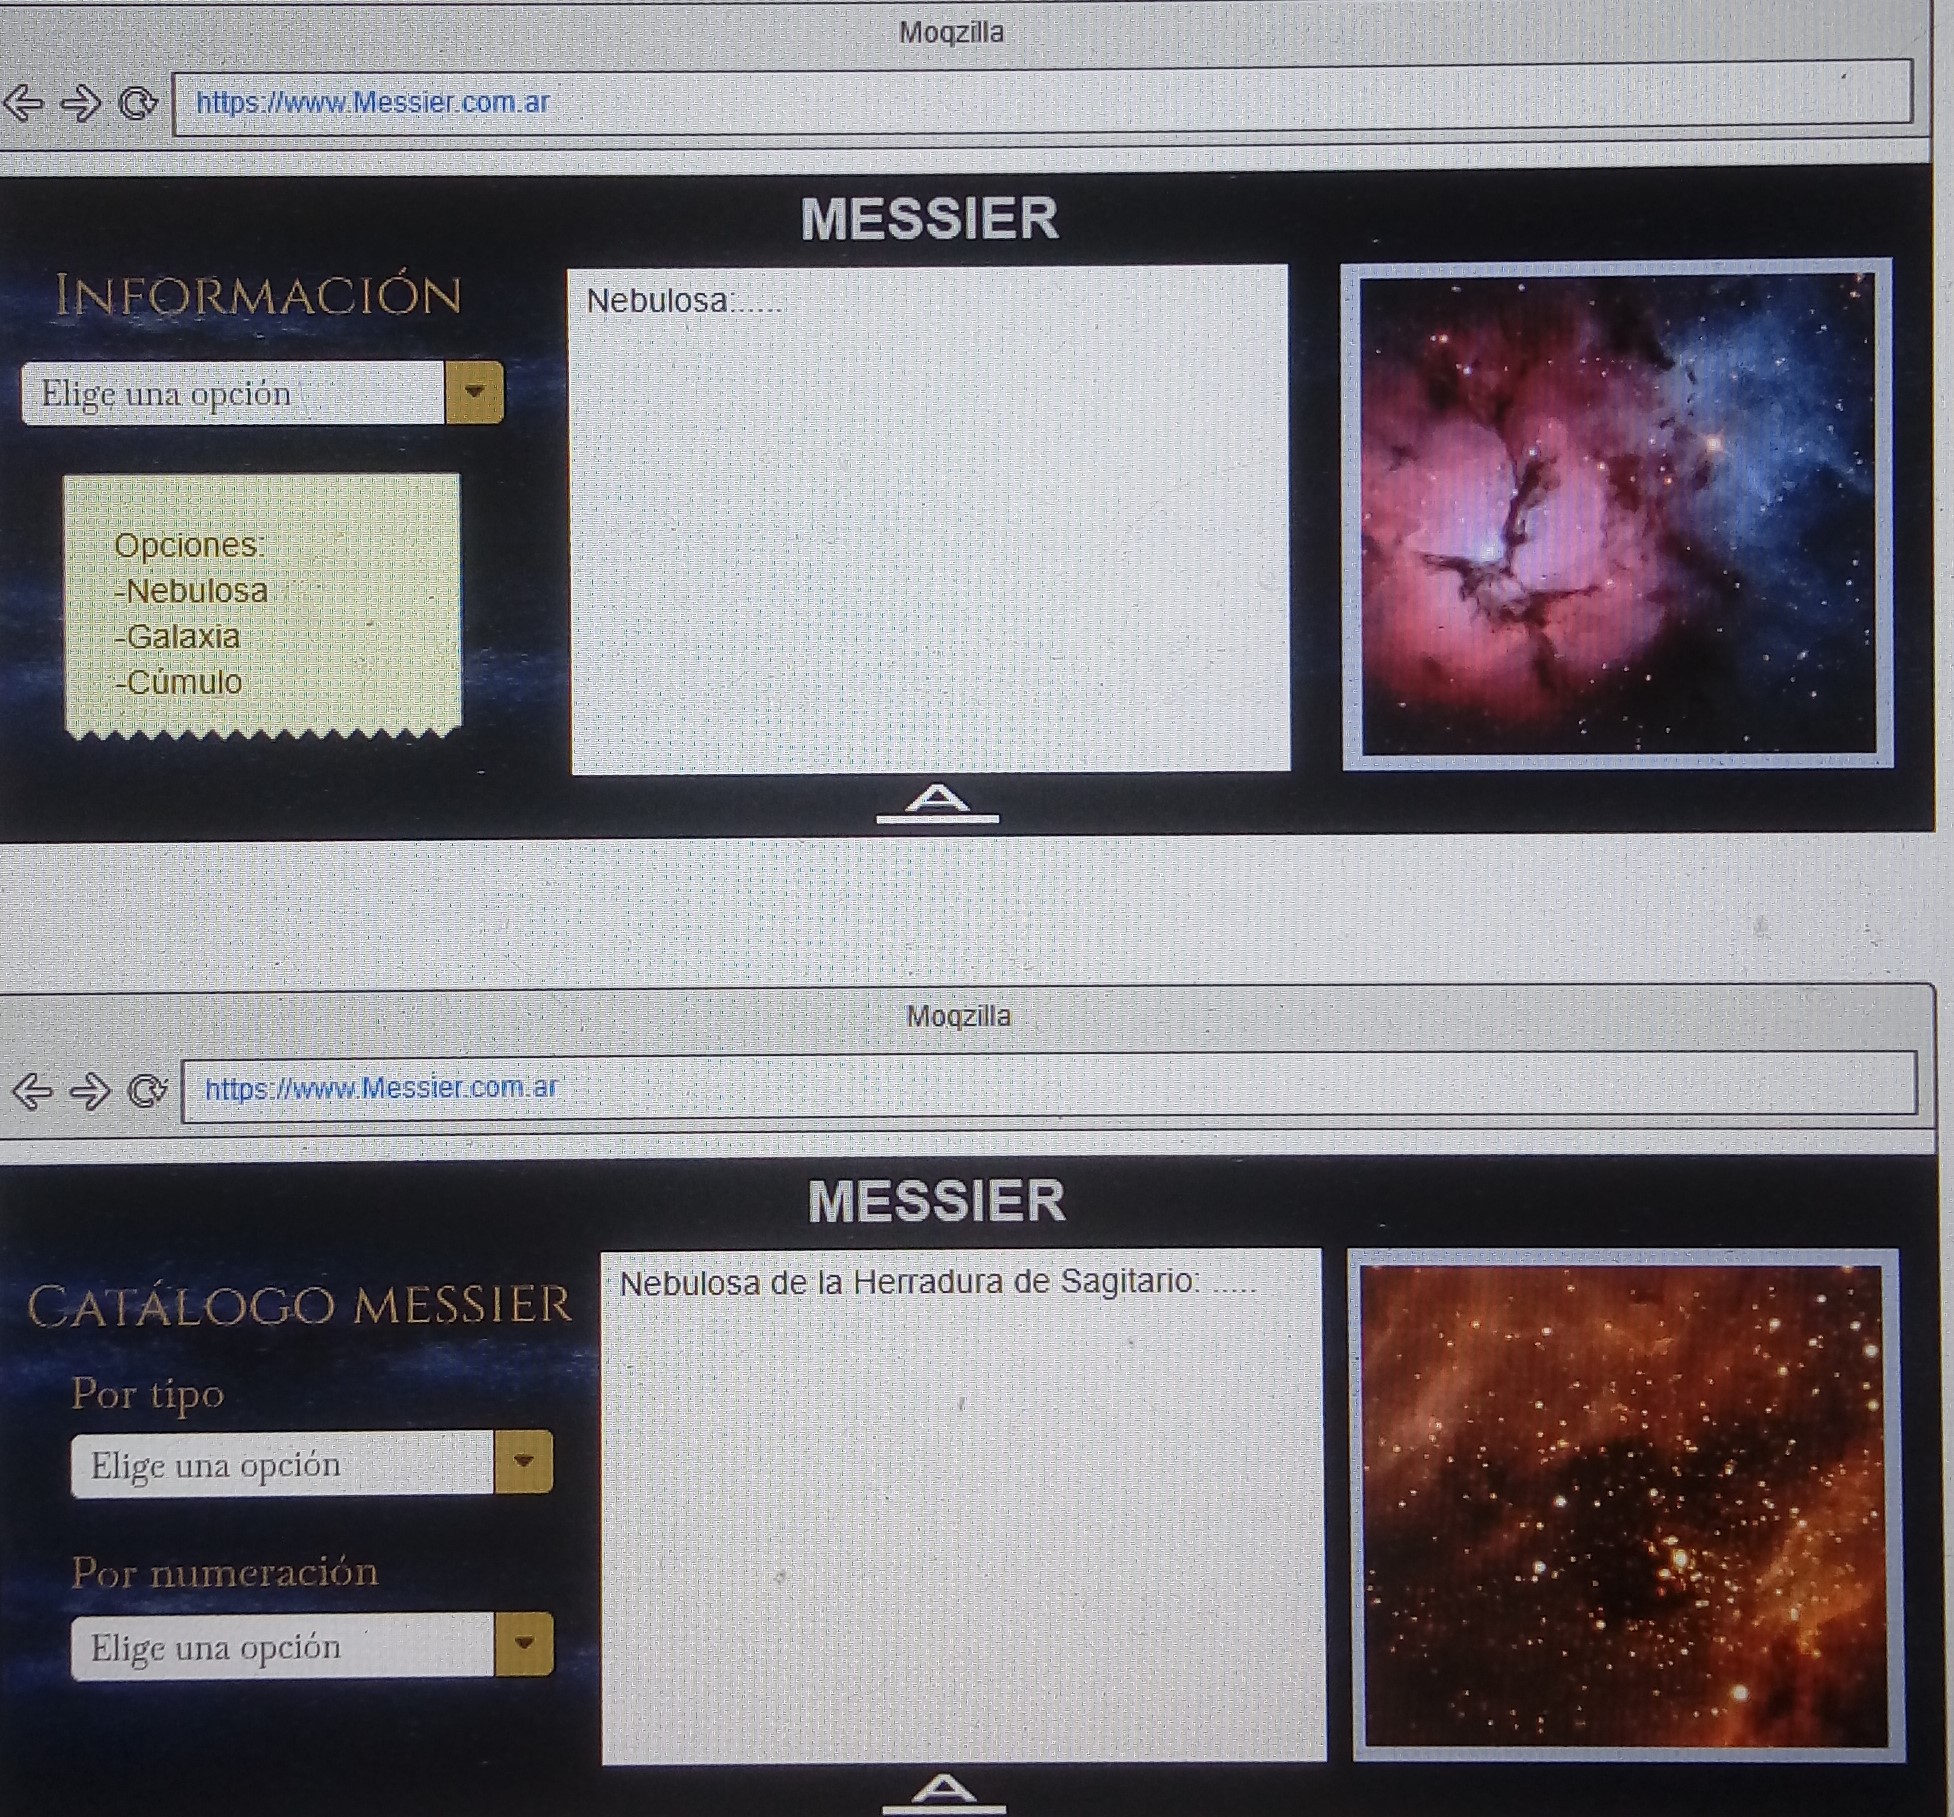 Moqzilla
https://www.Messier.com.ar
MESSIER
INFORMACIÓN
Elige una opción
Opciones:
-Nebulosa
-Galaxia
-Cúmulo
Nebulosa:......
Moqzilla
https://www.Messier.com.ar
MESSIER
CATÁLOGO MESSIER
Por tipo
Elige una opción
Por numeración
Elige una opción
Nebulosa de la Herradura de Sagitario: .....